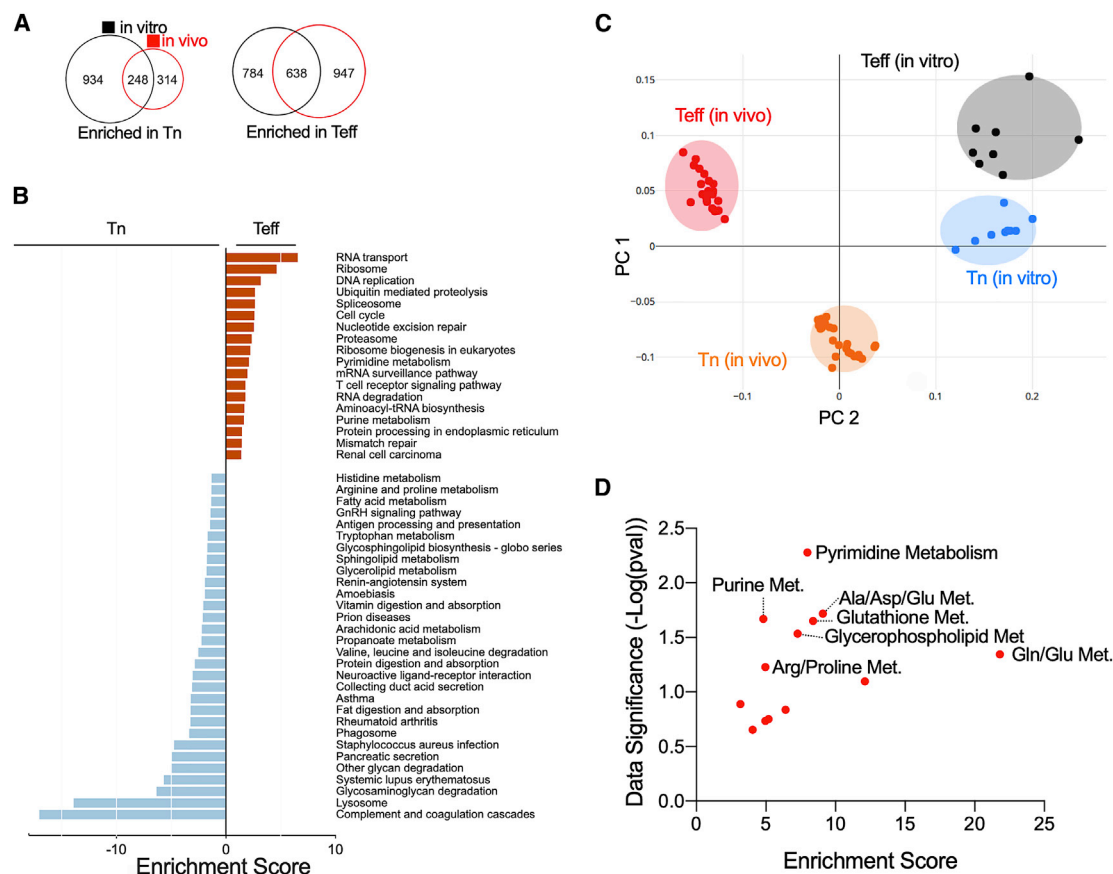 A
in vitro
in vivo
934 248 314
Enriched in Tn
784 638 947
Enriched in Teff
B
Tn Teff
RNA transport
Ribosome
DNA replication
Ubiquitin mediated proteolysis
Spliceosome
Cell cycle
Nucleotide excision repair
Proteasome
Ribosome biogenesis in eukaryotes
Pyrimidine metabolism
mRNA surveillance pathway
T cell receptor signaling pathway
RNA degradation
Aminoacyl-tRNA biosynthesis
Purine metabolism
Protein processing in endoplasmic reticulum
Mismatch repair
Renal cell carcinoma
Histidine metabolism
Arginine and proline metabolism
Fatty acid metabolism
GnRH signaling pathway
Antigen processing and presentation
Tryptophan metabolism
Glycosphingolipid biosynthesis - globo series
Sphingolipid metabolism
Glycerolipid metabolism
Renin-angiotensin system
Amoebiasis
Vitamin digestion and absorption
Prion diseases
Arachidonic acid metabolism
Propanoate metabolism
Valine, leucine and isoleucine degradation
Protein digestion and absorption
Neuroactive ligand-receptor interaction
Collecting duct acid secretion
Asthma
Fat digestion and absorption
Rheumatoid arthritis
Phagosome
Staphylococcus aureus infection
Pancreatic secretion
Other glycan degradation
Systemic lupus erythematosus
Glycosaminoglycan degradation
Lysosome
Complement and coagulation cascades
-10 0 10
Enrichment Score
C
Teff (in vitro)
Teff (in vivo)
Tn (in vitro)
Tn (in vivo)
0.15
0.1
0.05
0
−0.05
−0.1
PC 1
−0.1 0 0.1 0.2
PC 2
D
2.5
2.0
1.5
1.0
0.5
0.0
Data Significance (-Log(pval))
Pyrimidine Metabolism
Purine Met.
Ala/Asp/Glu Met.
Glutathione Met.
Glycerophospholipid Met
Gln/Glu Met.
Arg/Proline Met.
0 5 10 15 20 25
Enrichment Score